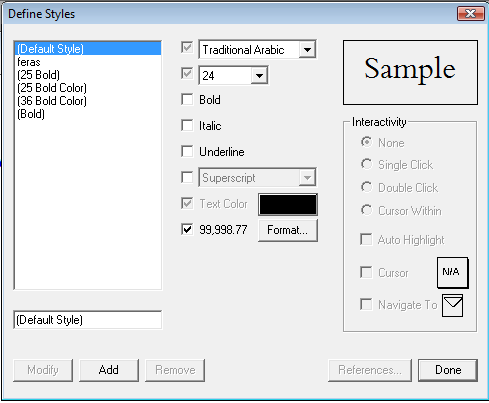 Define Styles
(Default Style)
feras
(25 Bold)
(25 Bold Color)
(36 Bold Color)
(Bold)
(Default Style)
Traditional Arabic
24
Bold
Italic
Underline
Superscript
Text Color
99,998.77
Format...
Sample
Interactivity
None
Single Click
Double Click
Cursor Within
Auto Highlight
Cursor
N/A
Navigate To
Modify
Add
Remove
References...
Done